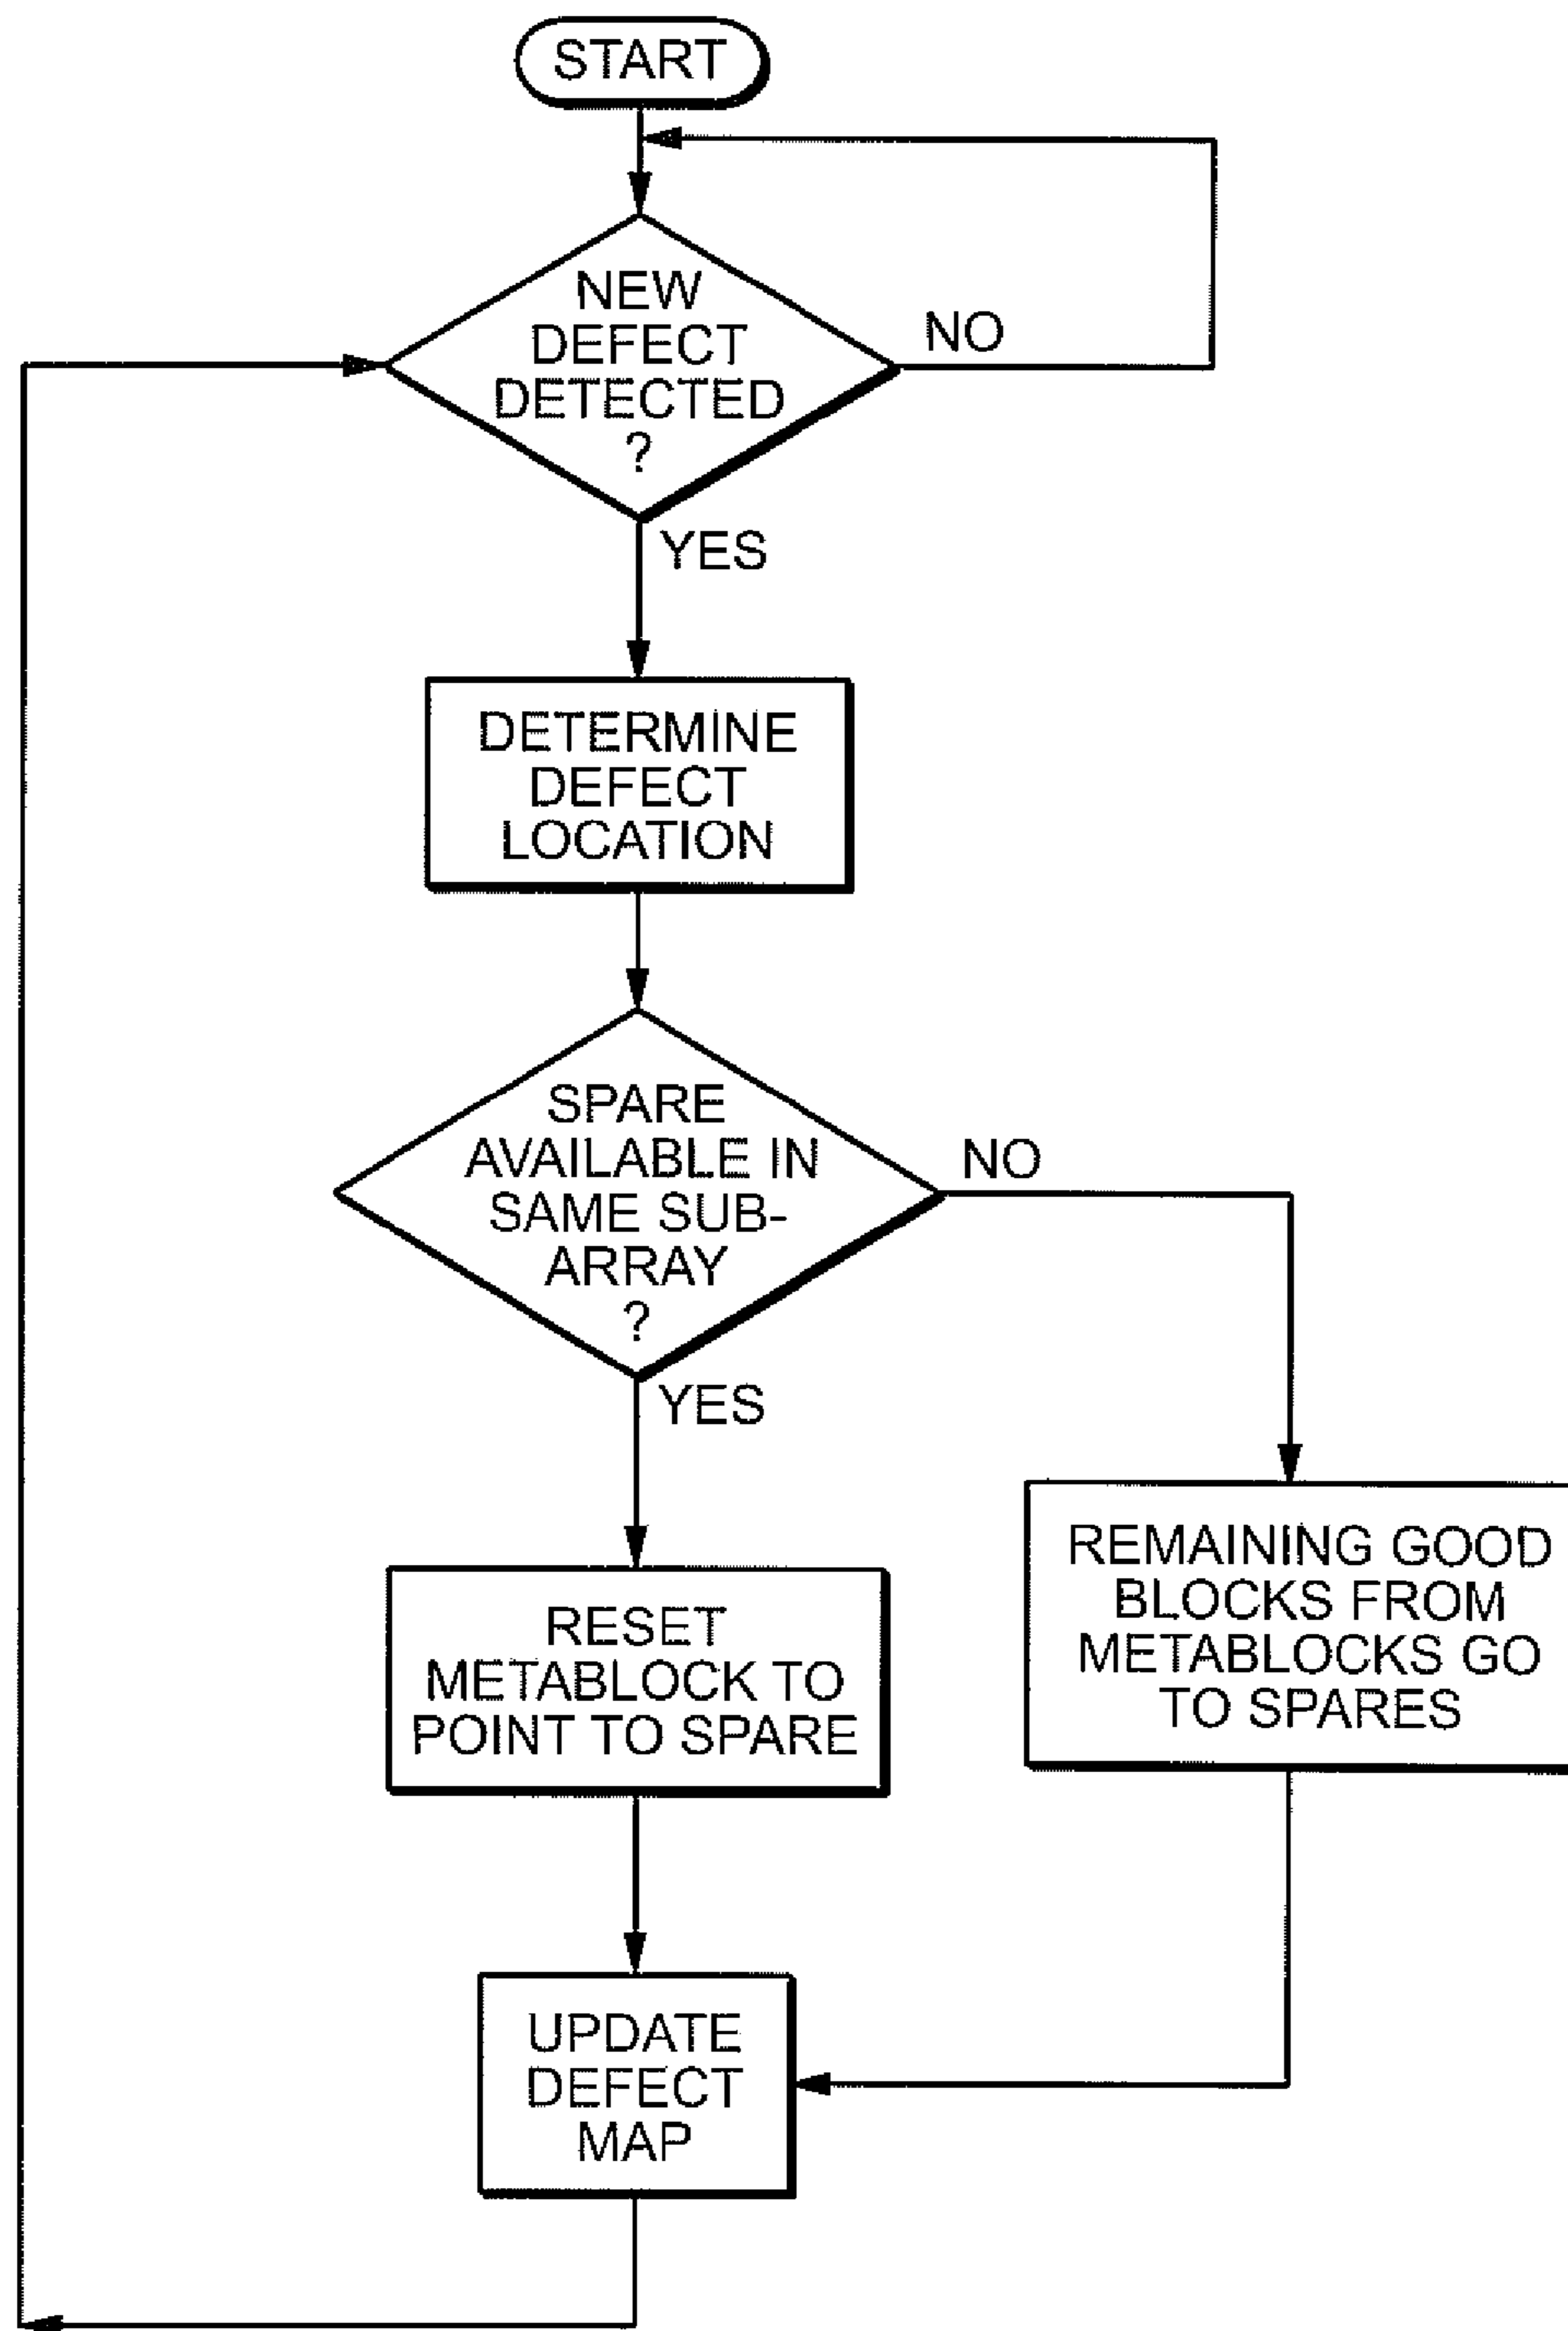 START
NEW
DEFECT
DETECTED
?
NO
YES
DETERMINE
DEFECT
LOCATION
SPARE
AVAILABLE IN
SAME SUB-
ARRAY
?
NO
YES
RESET
METABLOCK TO
POINT TO SPARE
REMAINING GOOD
BLOCKS FROM
METABLOCKS GO
TO SPARES
UPDATE
DEFECT
MAP